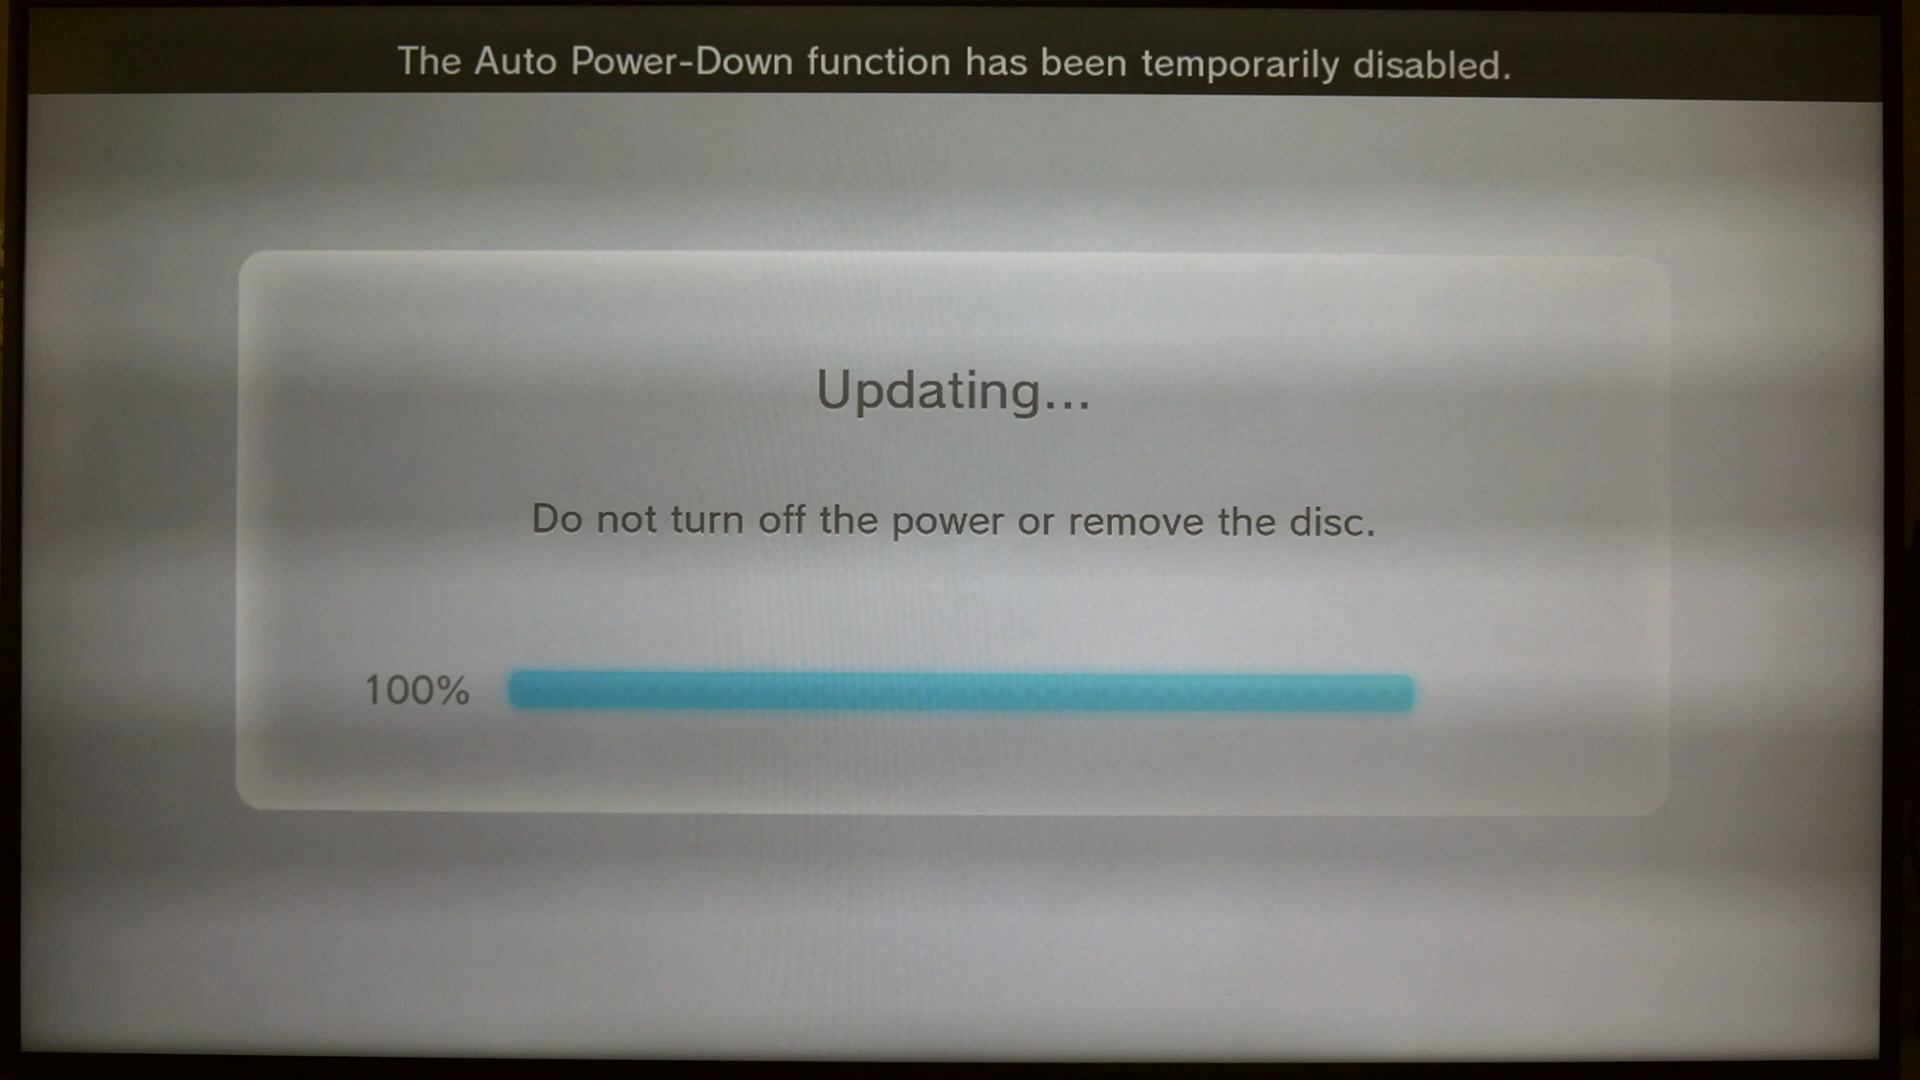 The Auto Power-Down function has been temporarily disabled.
Updating...
Do not turn off the power or remove the disc.
100%